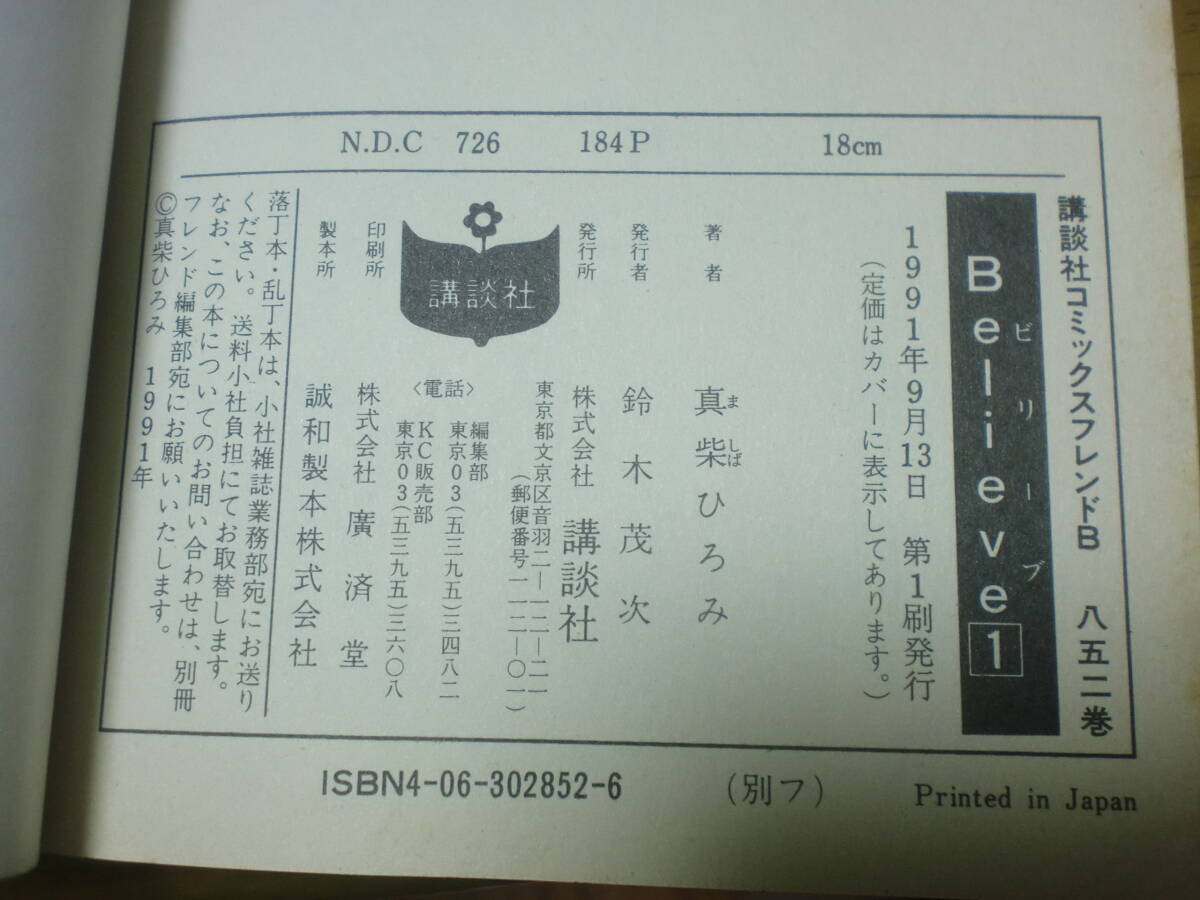 N.D.C 726 184P 18cm
講談社コミックスフレンドB 八五二巻
Believe 1
ビリーブ
1991年9月13日 第1刷発行
(定価はカバーに表示してあります。)
著者 真柴ひろみ
ましば
発行者 鈴木茂次
発行所 株式会社 講談社
東京都文京区音羽二—一二—二一
(郵便番号一一二—〇一)
〈電話〉
編集部
東京03(五三九五)三四八二
KC販売部
東京03(五三九五)三六〇八
講談社
印刷所 株式会社 廣済堂
製本所 誠和製本株式会社
落丁本・乱丁本は、小社雑誌業務部宛にお送り
ください。送料小社負担にてお取替します。
なお、この本についてのお問い合わせは、別冊
フレンド編集部宛にお願いいたします。
©真柴ひろみ 1991年
ISBN4-06-302852-6 (別フ) Printed in Japan